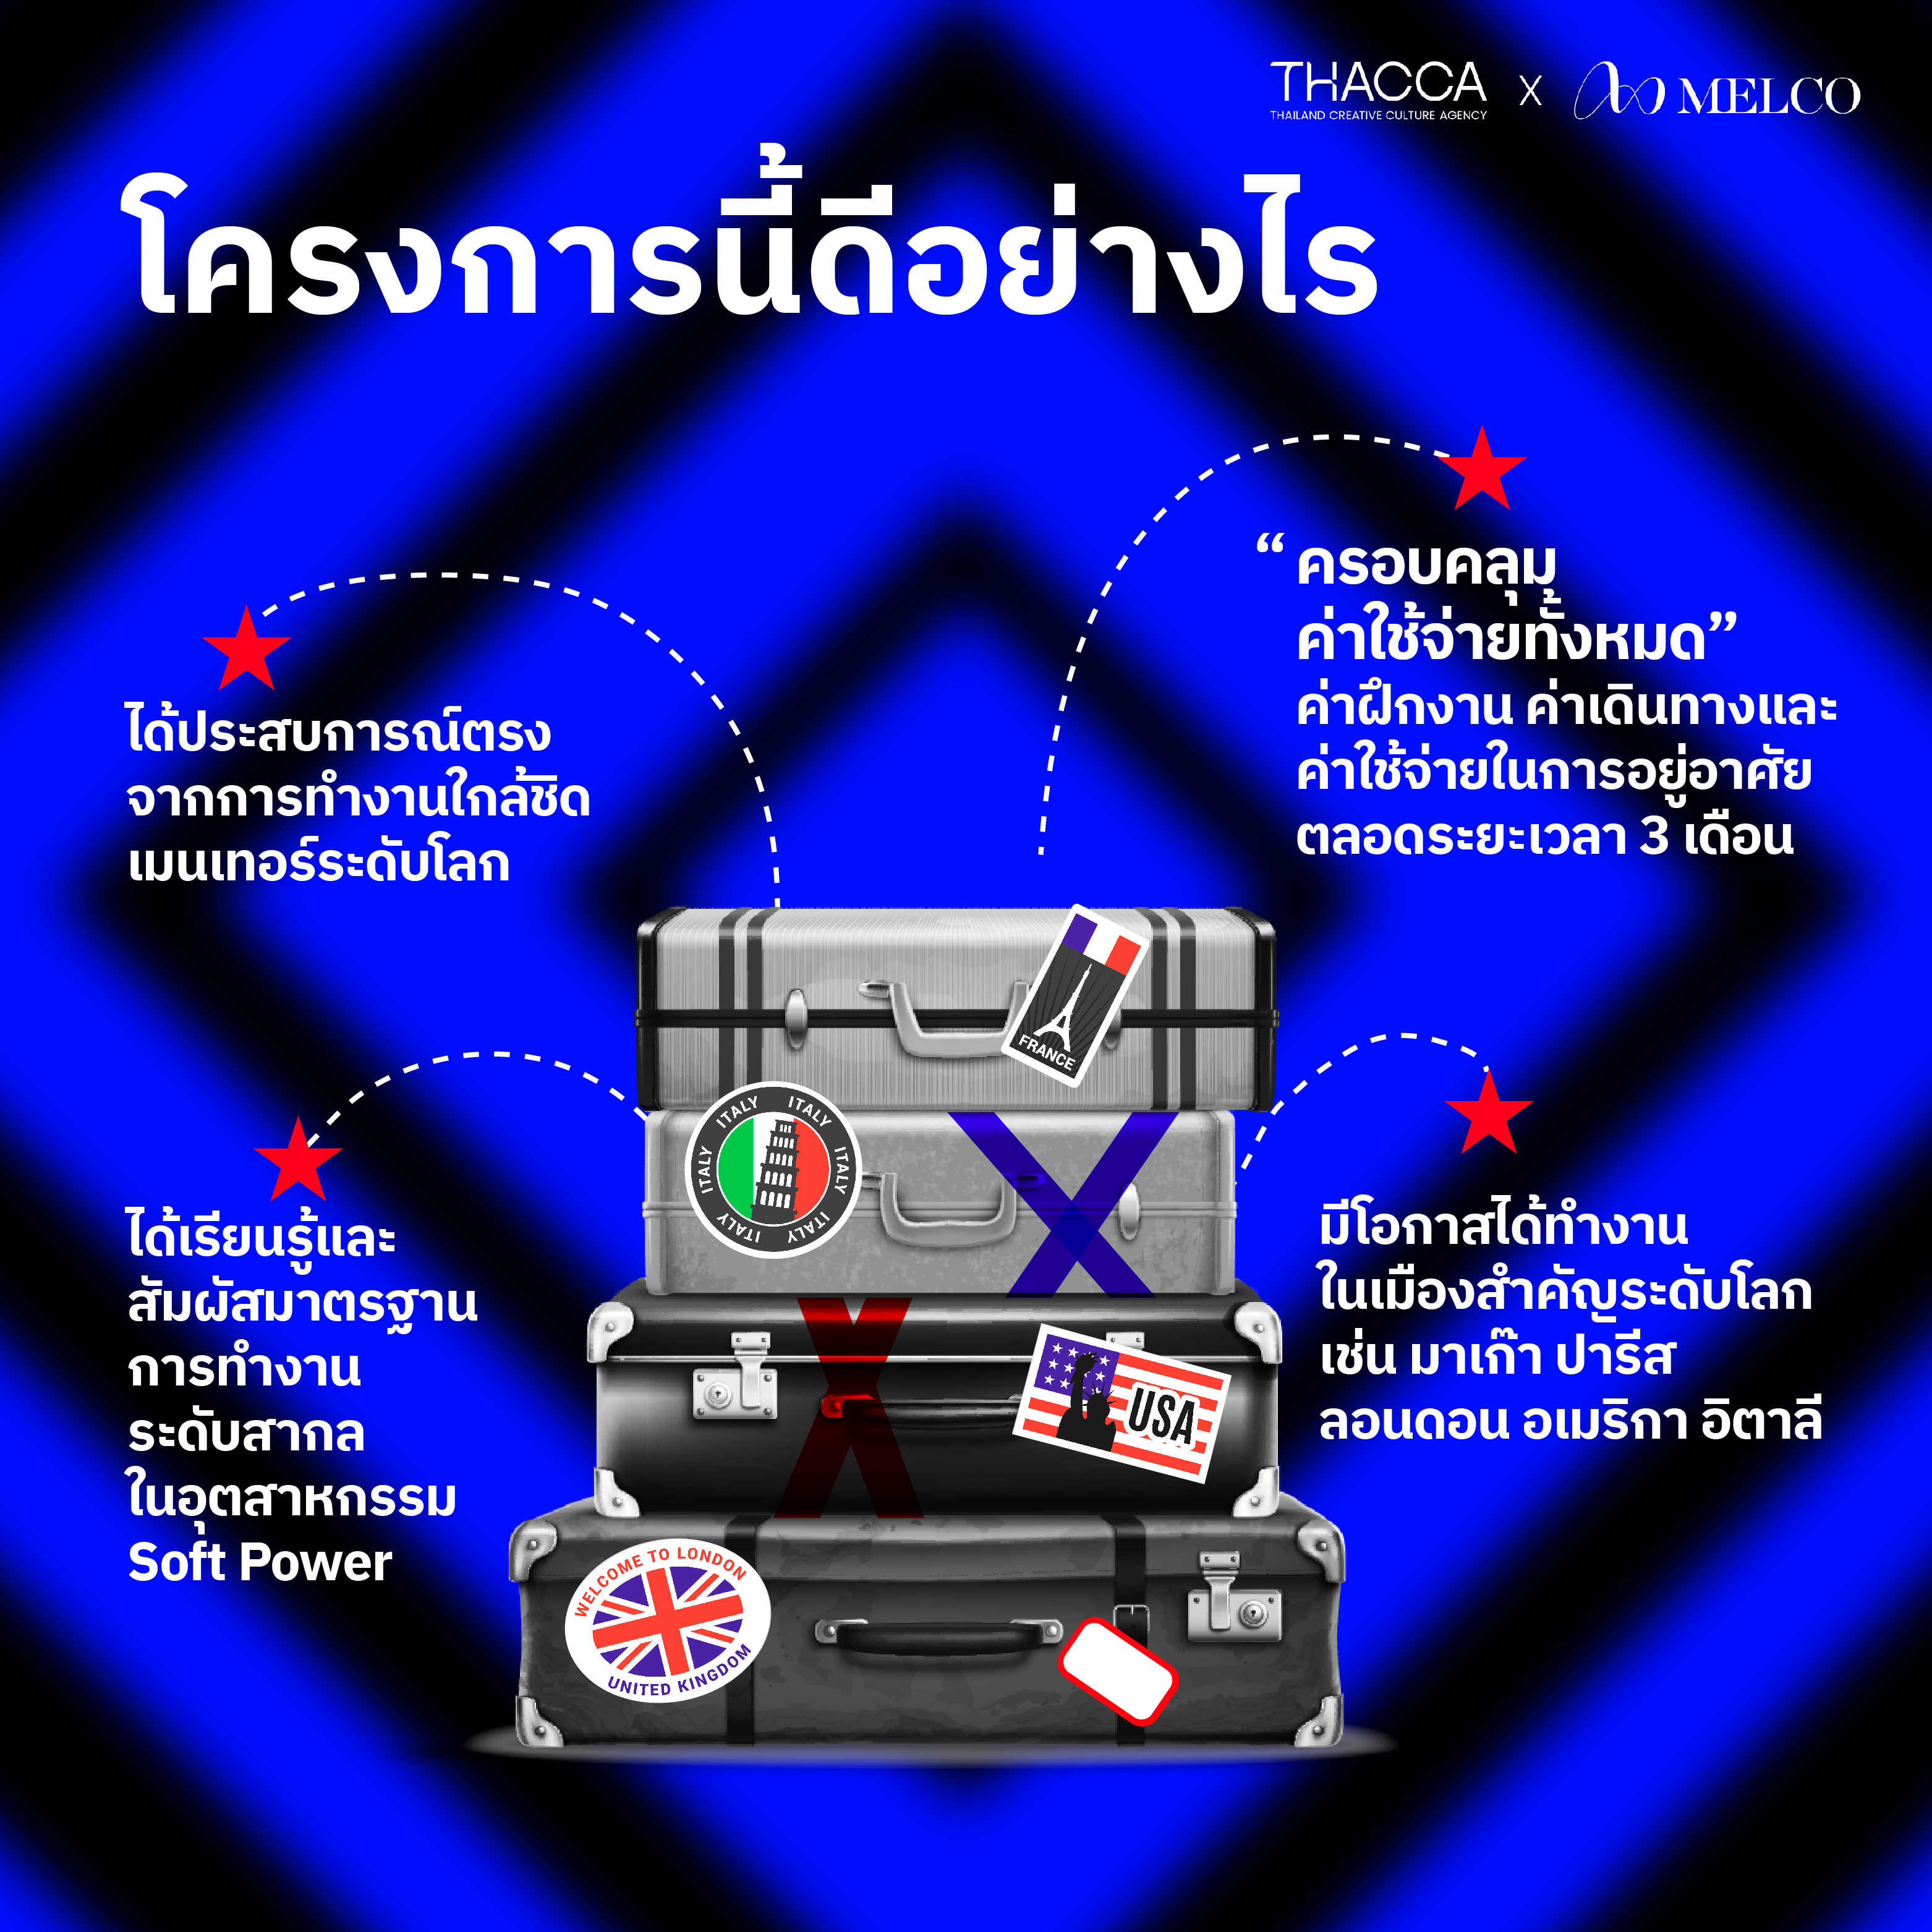 THACCA
THAILAND CREATIVE CULTURE AGENCY
X
MELCO
โครงการนี้ดีอย่างไร
“ ครอบคลุม
ค่าใช้จ่ายทั้งหมด”
ค่าฝึกงาน ค่าเดินทางและ
ค่าใช้จ่ายในการอยู่อาศัย
ตลอดระยะเวลา 3 เดือน
ได้ประสบการณ์ตรง
จากการทำงานใกล้ชิด
เมนเทอร์ระดับโลก
FRANCE
ITALY ITALY ITALY ITALY ITALY ITALY ITALY
X
ได้เรียนรู้และ
สัมผัสมาตรฐาน
การทำงาน
ระดับสากล
ในอุตสาหกรรม
Soft Power
มีโอกาสได้ทำงาน
ในเมืองสำคัญระดับโลก
เช่น มาเก๊า ปารีส
ลอนดอน อเมริกา อิตาลี
X
USA
WELCOME TO LONDON
UNITED KINGDOM